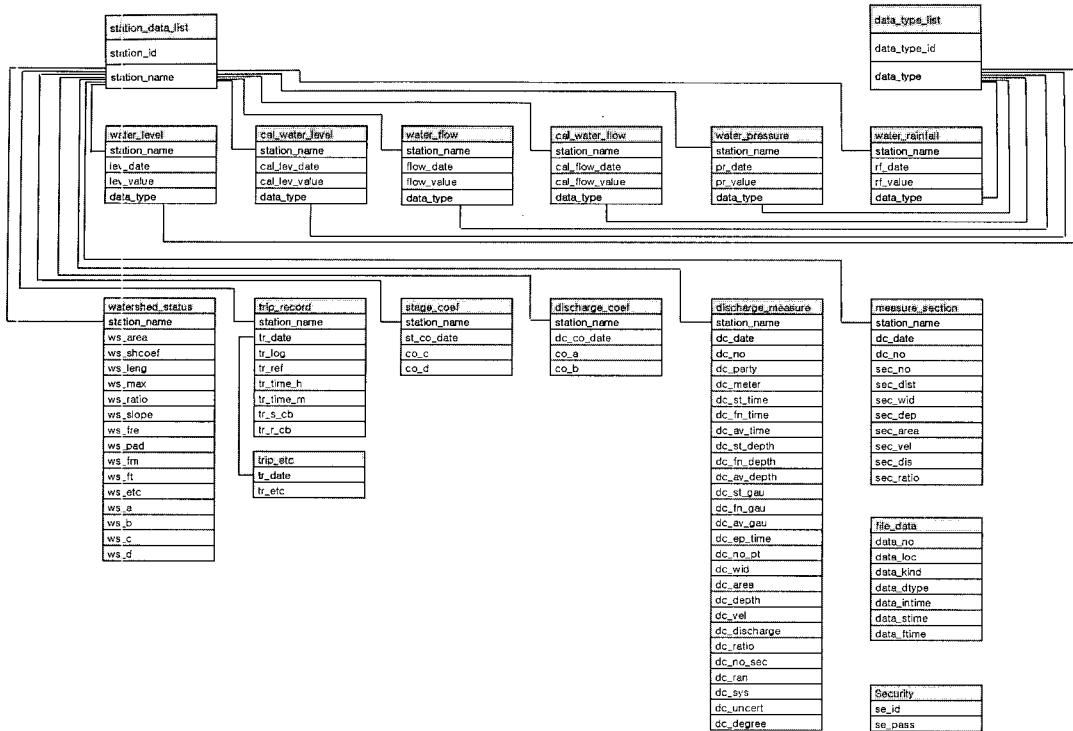 station_data_list
station_id
station_name
data_type_list
data_type_id
data_type
water_level
station_name
lev_date
lev_value
data_type
cal_water_level
station_name
cal_lev_date
cal_lev_value
data_type
water_flow
station_name
flow_date
flow_value
data_type
cal_water_flow
station_name
cal_flow_date
cal_flow_value
data_type
water_pressure
station_name
pr_date
pr_value
data_type
water_rainfall
station_name
rf_date
rf_value
data_type
watershed_status
station_name
ws_area
ws_shcoef
ws_leng
ws_max
ws_ratio
ws_slope
ws_fre
ws_pad
ws_fm
ws_ft
ws_etc
ws_a
ws_b
ws_c
ws_d
trip_record
station_name
tr_date
tr_log
tr_ref
tr_time_h
tr_time_m
tr_s_cb
tr_r_cb
trip_etc
tr_date
tr_etc
stage_coef
station_name
st_co_date
co_c
co_d
discharge_coef
station_name
dc_co_date
co_a
co_b
discharge_measure
station_name
dc_date
dc_no
dc_party
dc_meter
dc_st_time
dc_fn_time
dc_av_time
dc_st_depth
dc_fn_depth
dc_av_depth
dc_st_gau
dc_fn_gau
dc_av_gau
dc_ep_time
dc_no_pt
dc_wid
dc_area
dc_depth
dc_vel
dc_discharge
dc_ratio
dc_no_sec
dc_ran
dc_sys
dc_uncert
dc_degree
measure_section
station_name
dc_date
dc_no
sec_no
sec_dist
sec_wid
sec_dep
sec_area
sec_vel
sec_dis
sec_ratio
file_data
data_no
data_loc
data_kind
data_dtype
data_intime
data_stime
data_ftime
Security
se_id
se_pass